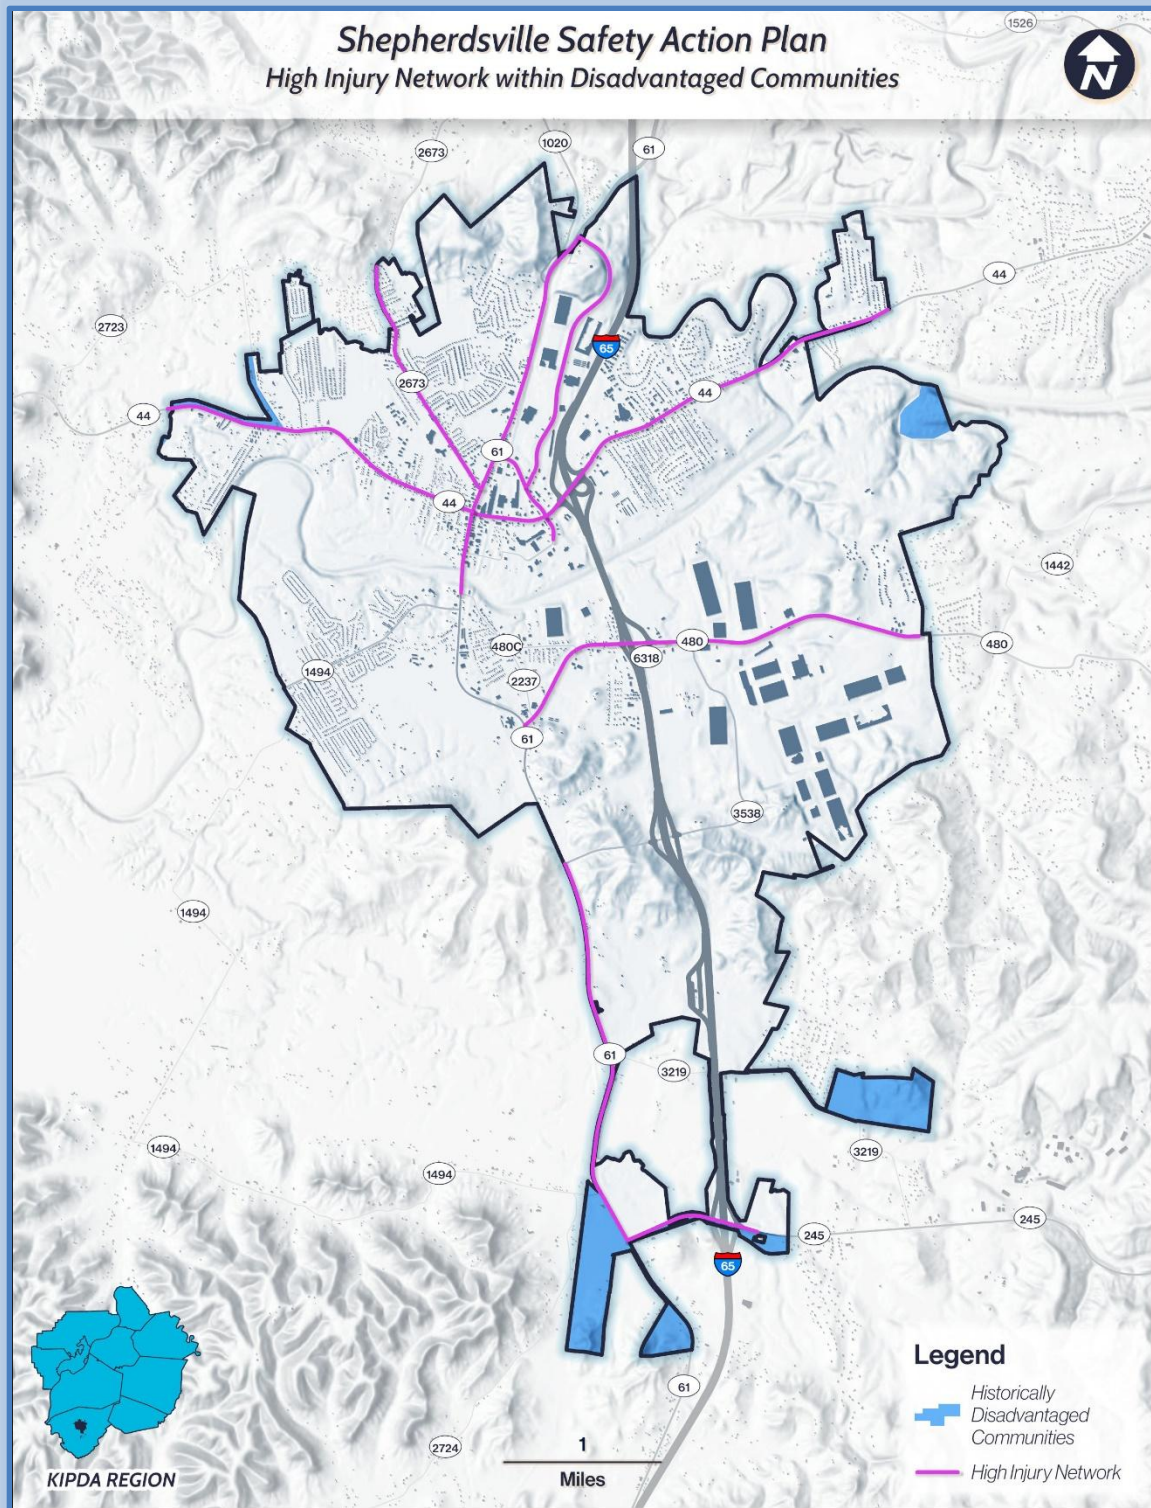 Shepherdsville Safety Action Plan
High Injury Network within Disadvantaged Communities
N
1526
2673
1020
61
44
2723
65
2673
44
44
61
44
1442
480
480
480C
6318
1494
2237
61
3538
1494
61
3219
3219
1494
1494
245
245
65
61
2724
1
Miles
KIPDA REGION
Legend
Historically
Disadvantaged
Communities
High Injury Network